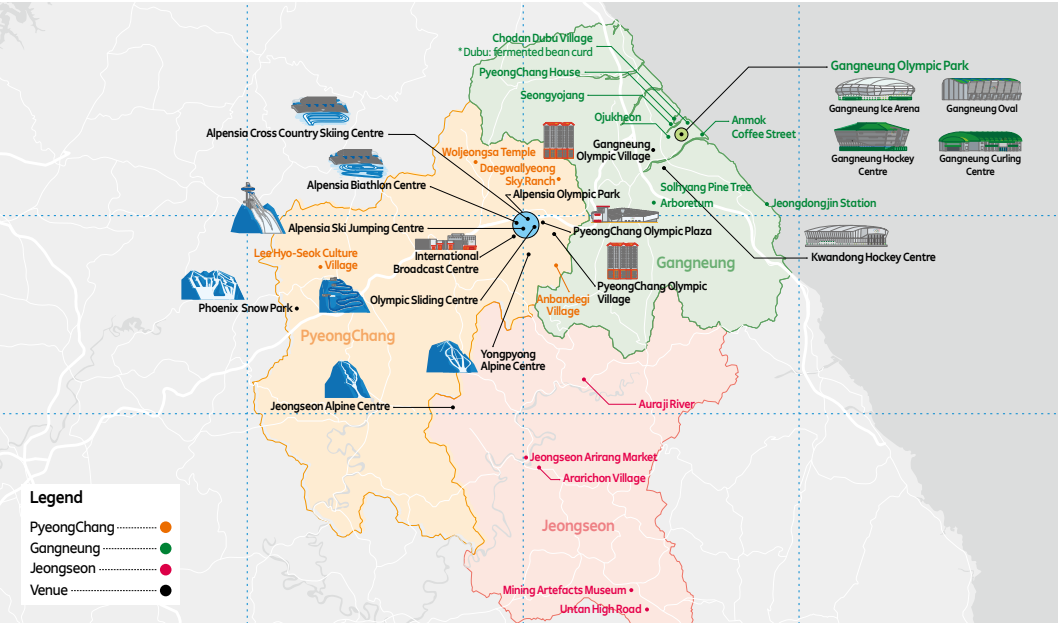 Chodan Dubu Village
*Dubu: fermented bean curd
PyeongChang House
Seongyojang
Ojukheon
Gangneung
Olympic Village
Gangneung Olympic Park
Gangneung Ice Arena
Gangneung Oval
Gangneung Hockey
Centre
Gangneung Curling
Centre
Anmok
Coffee Street
Alpensia Cross Country Skiing Centre
Woljeongsa Temple
Daegwallyeong
Sky Ranch
Alpensia Biathlon Centre
Alpensia Olympic Park
Solhyang Pine Tree
Arboretum
Jeongdongjin Station
Alpensia Ski Jumping Centre
PyeongChang Olympic Plaza
Lee Hyo-Seok Culture
Village
International
Broadcast Centre
Gangneung
Kwandong Hockey Centre
Phoenix Snow Park
Olympic Sliding Centre
Anbandegi
Village
PyeongChang Olympic
Village
PyeongChang
Yongpyong
Alpine Centre
Jeongseon Alpine Centre
Auraji River
Jeongseon Arirang Market
Ararichon Village
Jeongseon
Mining Artefacts Museum
Untan High Road
Legend
PyeongChang
Gangneung
Jeongseon
Venue